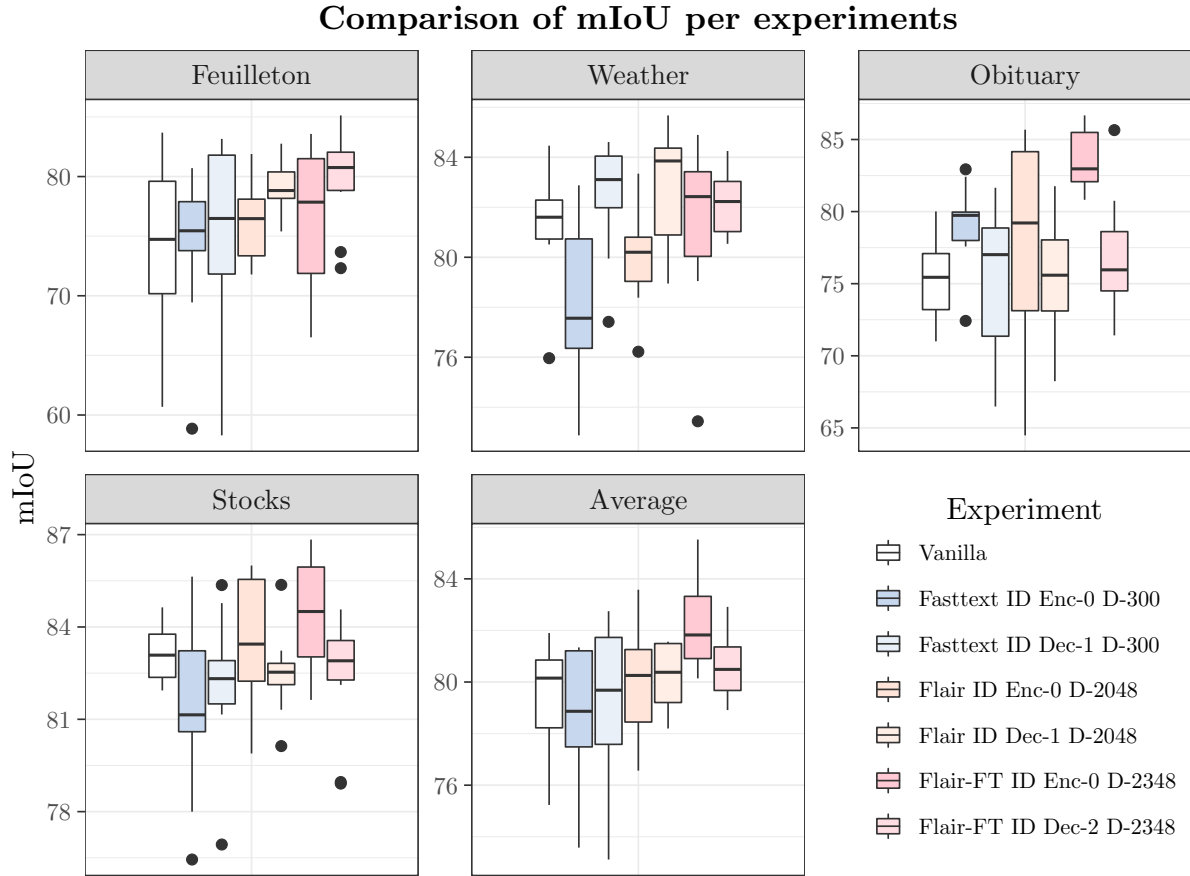 Comparison of mIoU per experiments
Feuilleton
Weather
Obituary
80
70
60
84
80
76
85
80
75
70
65
mIoU
Stocks
Average
87
84
81
78
84
80
76
Experiment
Vanilla
Fasttext ID Enc-0 D-300
Fasttext ID Dec-1 D-300
Flair ID Enc-0 D-2048
Flair ID Dec-1 D-2048
Flair-FT ID Enc-0 D-2348
Flair-FT ID Dec-2 D-2348